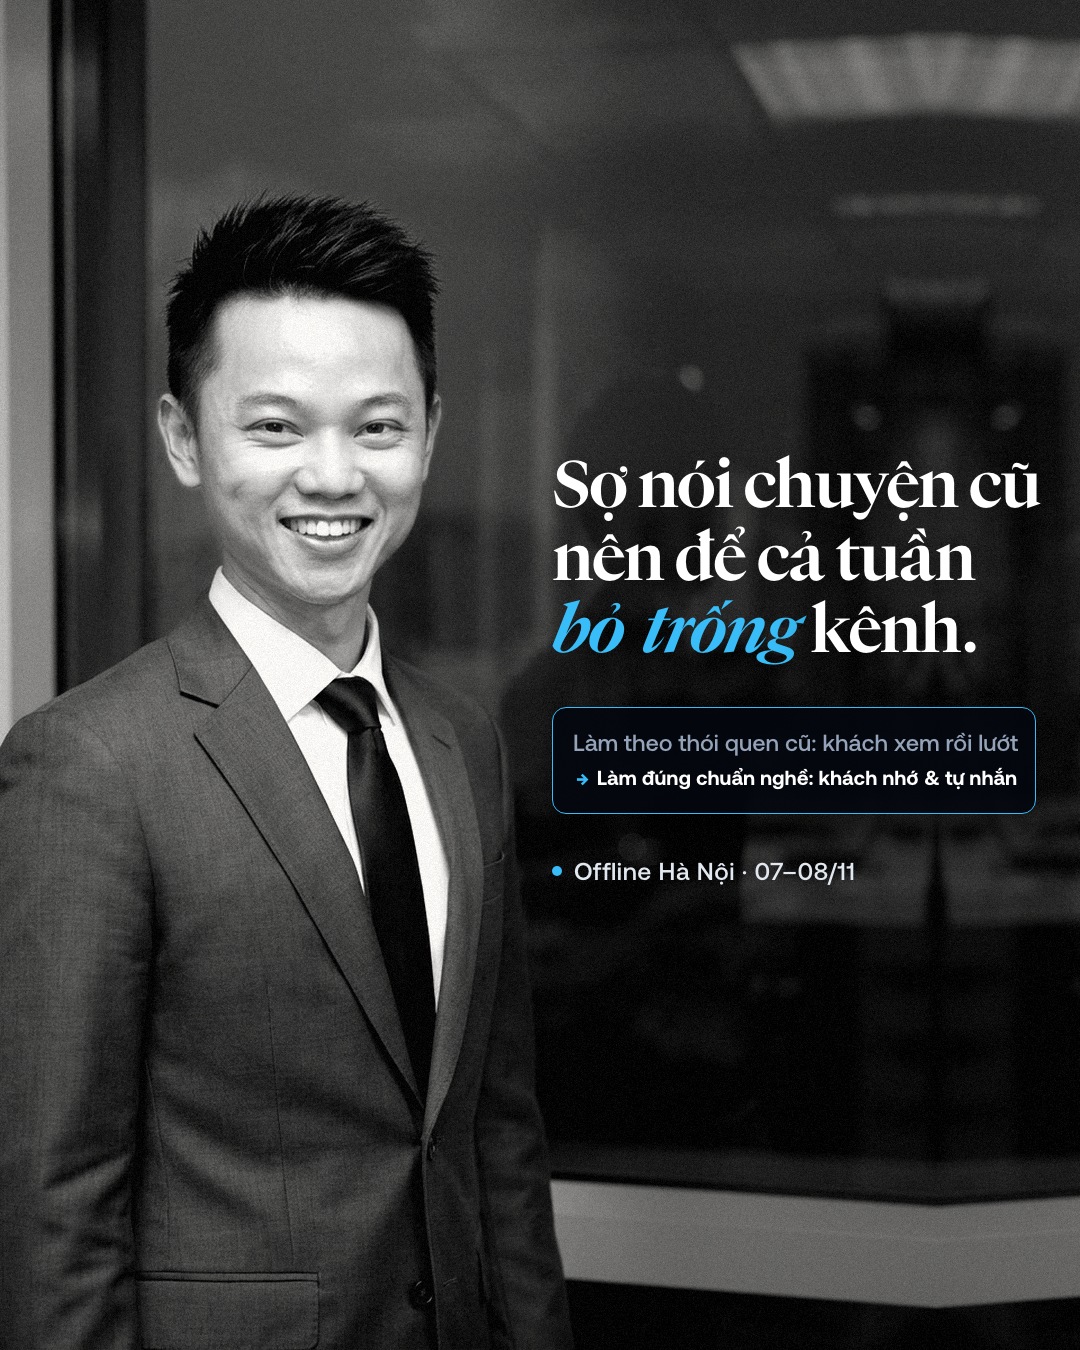 Sợ nói chuyện cũ
nên để cả tuần
bỏ trống kênh.
Làm theo thói quen cũ: khách xem rồi lướt
→ Làm đúng chuẩn nghề: khách nhớ & tự nhắn
• Offline Hà Nội · 07–08/11